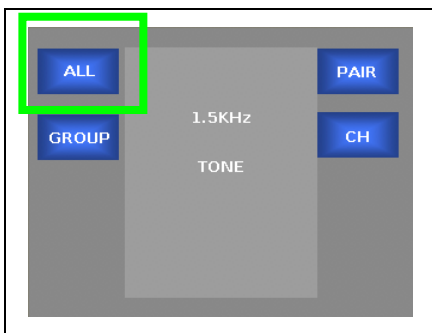 ALL
PAIR
1.5KHz
GROUP
CH
TONE